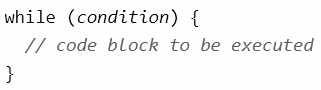 while (condition) {
  // code block to be executed
}